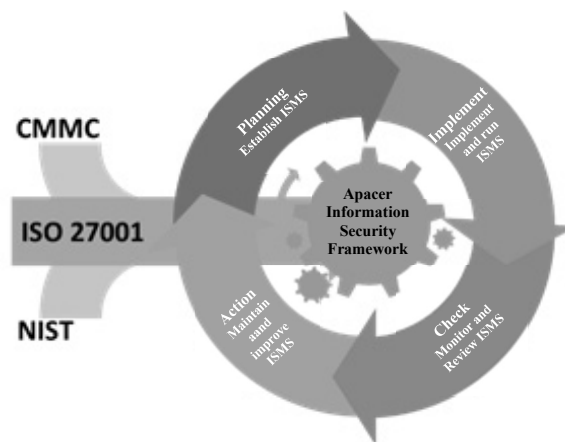 CMMC
ISO 27001
NIST
Planning
Establish ISMS
Implement
Implement
and run
ISMS
Apacer
Information
Security
Framework
Check
Monitor and
Review ISMS
Action
Maintain
aand
improve
ISMS